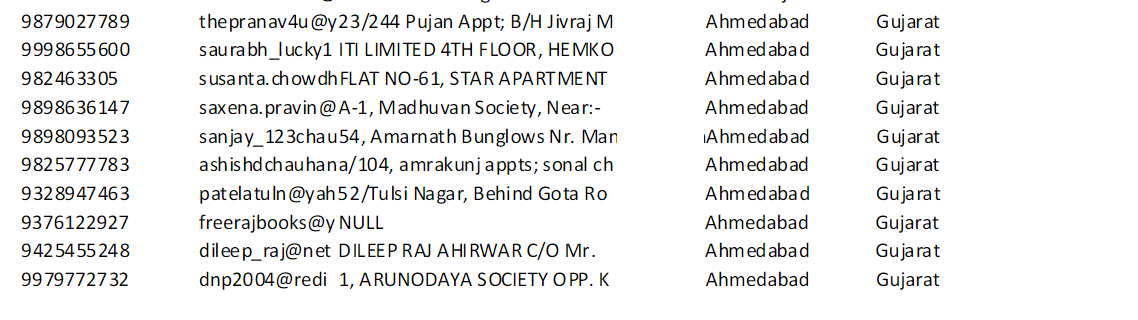 9879027789 thepranav4u@y23/244 Pujan Appt; B/H Jivraj M Ahmedabad Gujarat
9998655600 saurabh_lucky1 ITI LIMITED 4TH FLOOR, HEMKO Ahmedabad Gujarat
982463305 susanta.chowdhFLAT NO-61, STAR APARTMENT Ahmedabad Gujarat
9898636147 saxena.pravin@A-1, Madhuvan Society, Near:- Ahmedabad Gujarat
9898093523 sanjay_123chau54, Amarnath Bunglows Nr. Man Ahmedabad Gujarat
9825777783 ashishdchauhana/104, amrakunj appts; sonal ch Ahmedabad Gujarat
9328947463 patelatuln@yah52/Tulsi Nagar, Behind Gota Ro Ahmedabad Gujarat
9376122927 freerajbooks@y NULL Ahmedabad Gujarat
9425455248 dileep_raj@net DILEEP RAJ AHIRWAR C/O Mr. Ahmedabad Gujarat
9979772732 dnp2004@redi 1, ARUNODAYA SOCIETY OPP. K Ahmedabad Gujarat